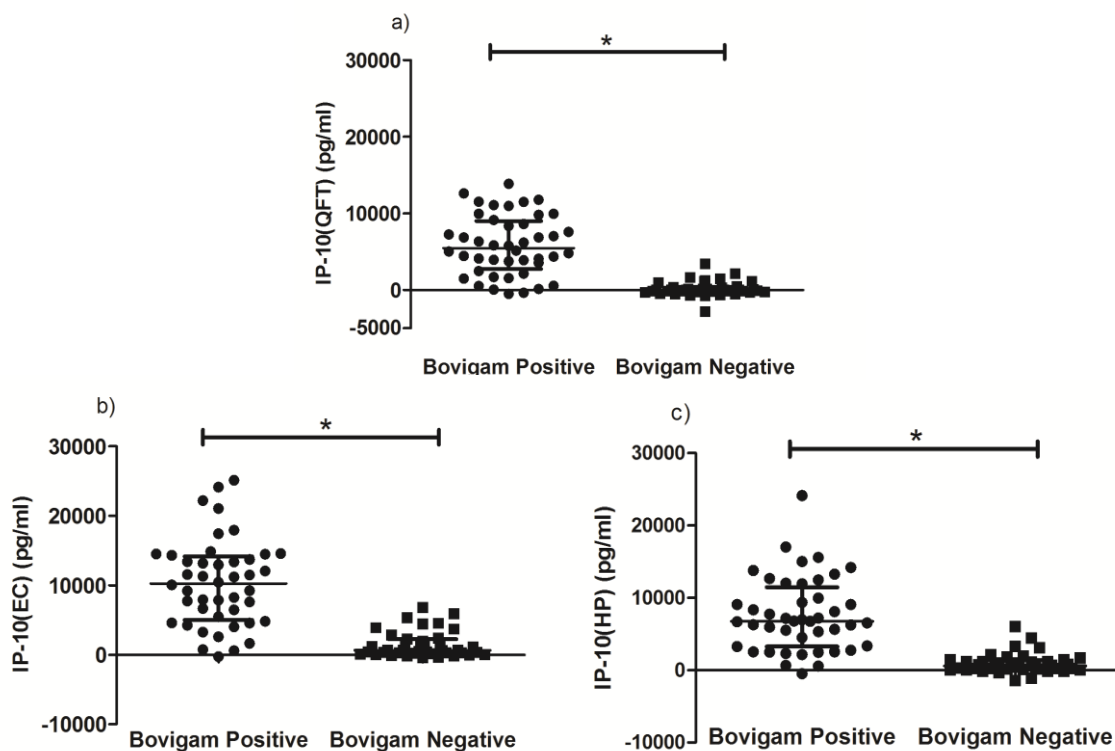 a)
*
IP-10(QFT) (pg/ml)
30000
20000
10000
0
-5000
Bovigam Positive Bovigam Negative
b)
*
IP-10(EC) (pg/ml)
30000
20000
10000
0
-10000
Bovigam Positive Bovigam Negative
c)
*
IP-10(HP) (pg/ml)
30000
20000
10000
0
-10000
Bovigam Positive Bovigam Negative